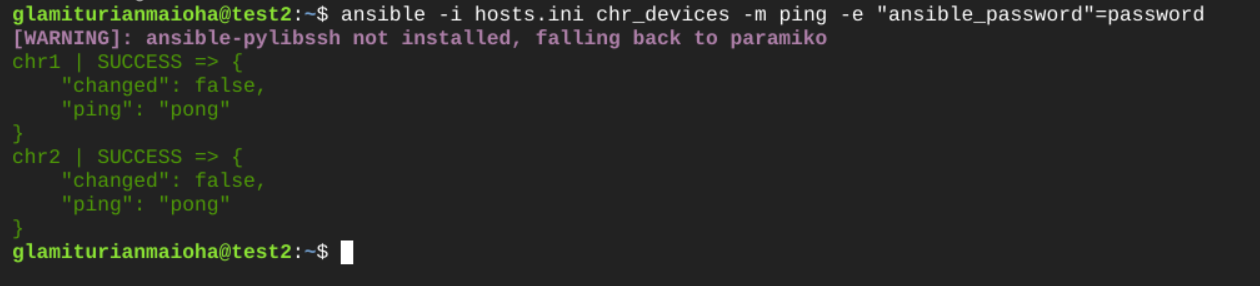 glamiturianmaioha@test2:~$ ansible -i hosts.ini chr_devices -m ping -e "ansible_password"=password
[WARNING]: ansible-pylibssh not installed, falling back to paramiko
chr1 | SUCCESS => {
    "changed": false,
    "ping": "pong"
}
chr2 | SUCCESS => {
    "changed": false,
    "ping": "pong"
}
glamiturianmaioha@test2:~$